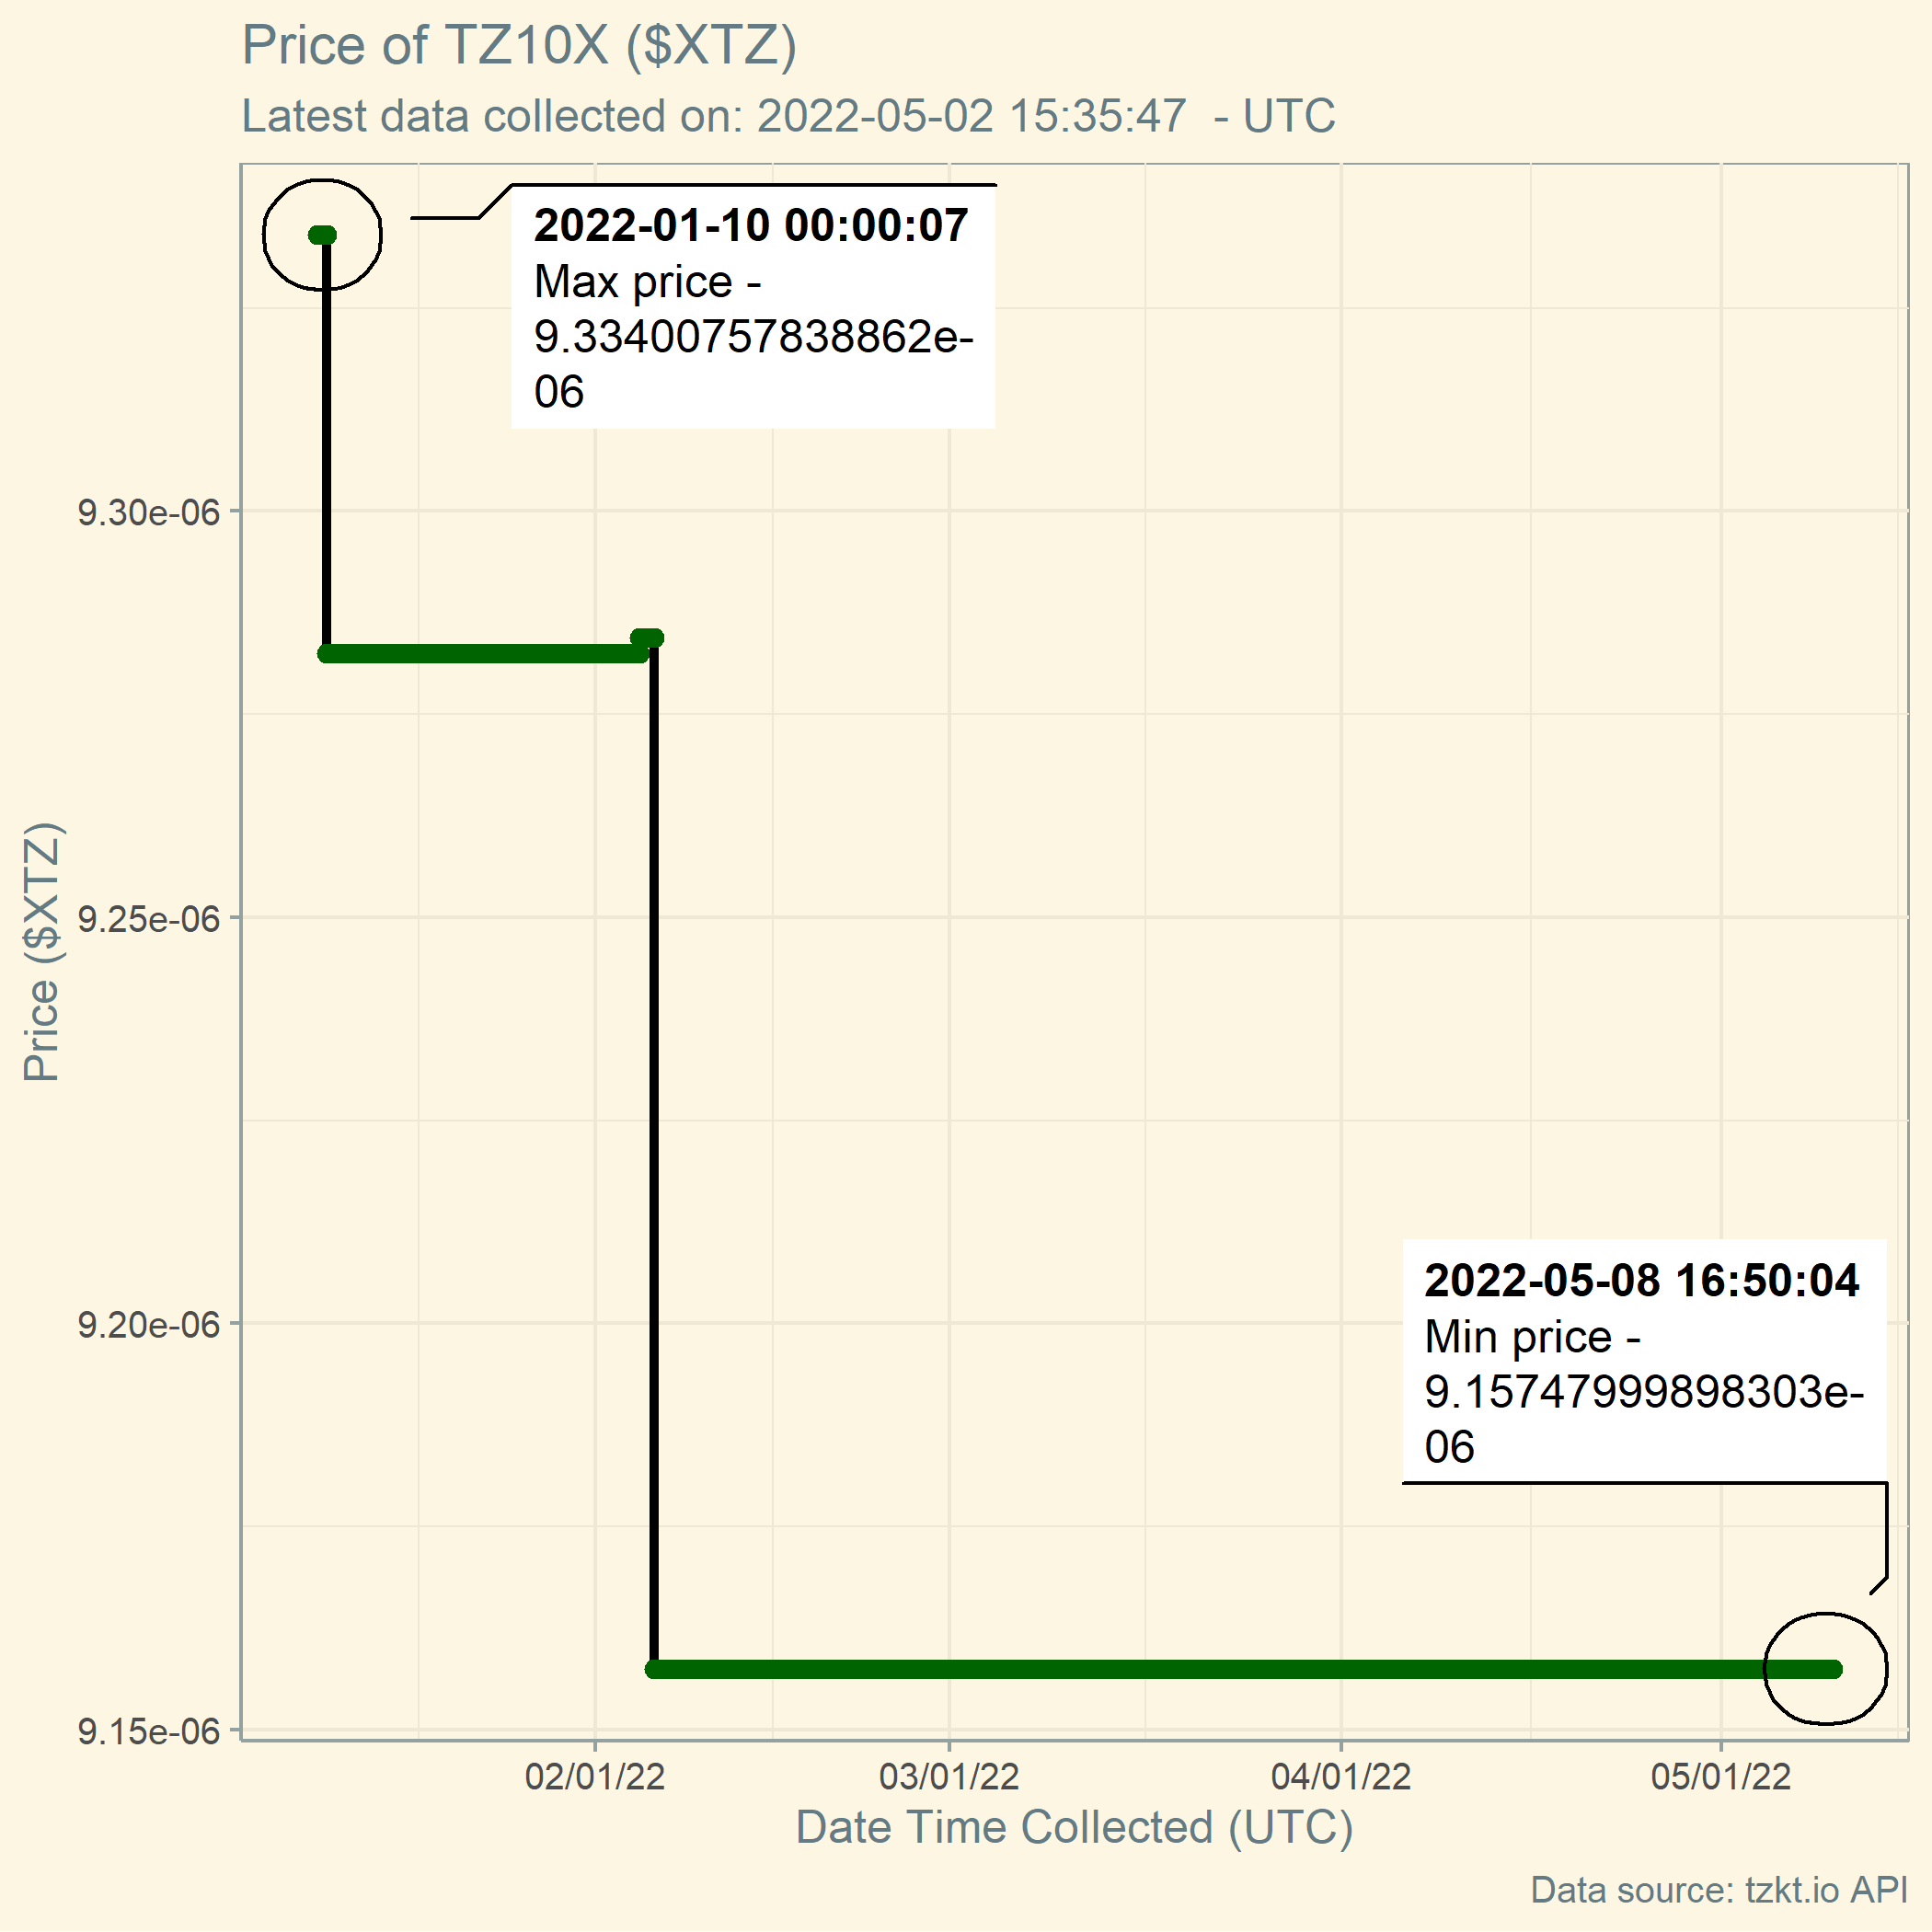 Price of TZ10X ($XTZ)
Latest data collected on: 2022-05-02 15:35:47  - UTC
2022-01-10 00:00:07
Max price -
9.33400757838862e-
06
9.30e-06
9.25e-06
9.20e-06
9.15e-06
Price ($XTZ)
2022-05-08 16:50:04
Min price -
9.15747999898303e-
06
02/01/22
03/01/22
04/01/22
05/01/22
Date Time Collected (UTC)
Data source: tzkt.io API